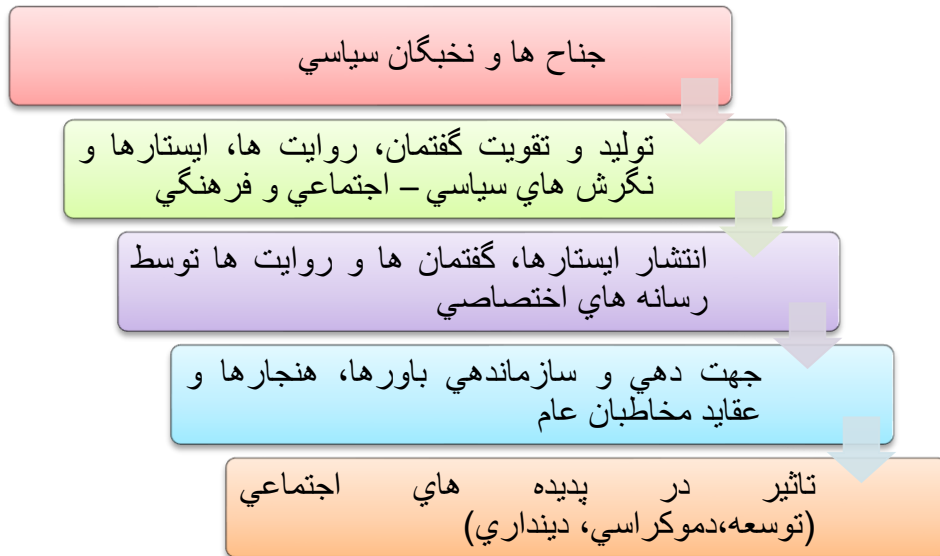 جناح ها و نخبگان سياسي
توليد و تقويت گفتمان، روايت ها، ايستارها و
نگرش هاي سياسي – اجتماعي و فرهنگي
انتشار ايستارها، گفتمان ها و روايت ها توسط
رسانه هاي اختصاصي
جهت دهي و سازماندهي باورها، هنجارها و
عقايد مخاطبان عام
تاثير در پديده هاي اجتماعي
(توسعه،دموكراسي، دينداري)